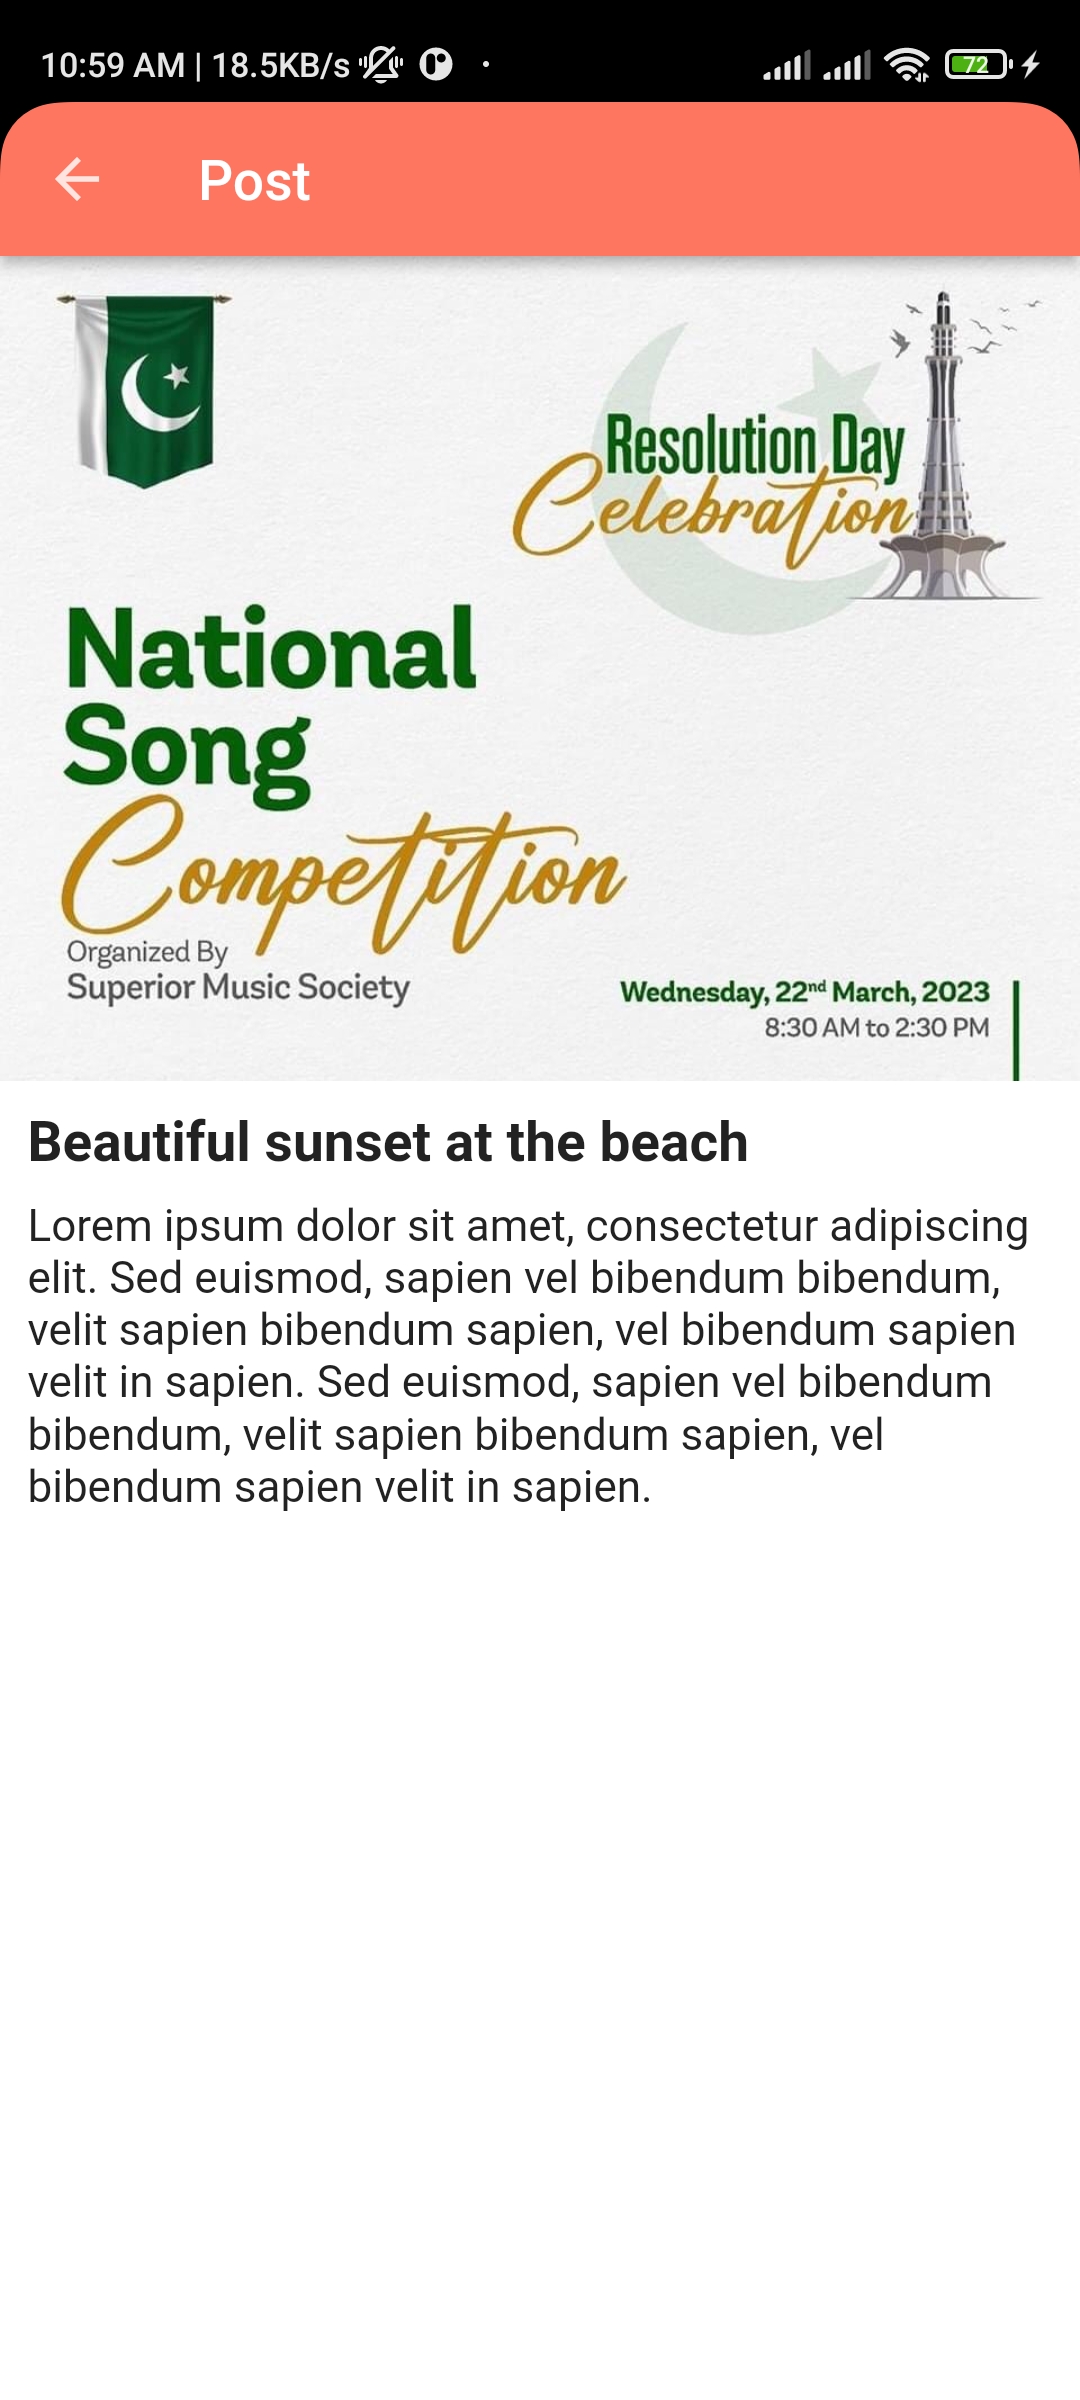 10:59 AM | 18.5KB/s
72
Post
Resolution Day
Celebration
National
Song
Competition
Organized By
Superior Music Society
Wednesday, 22nd March, 2023
8:30 AM to 2:30 PM
Beautiful sunset at the beach
Lorem ipsum dolor sit amet, consectetur adipiscing
elit. Sed euismod, sapien vel bibendum bibendum,
velit sapien bibendum sapien, vel bibendum sapien
velit in sapien. Sed euismod, sapien vel bibendum
bibendum, velit sapien bibendum sapien, vel
bibendum sapien velit in sapien.